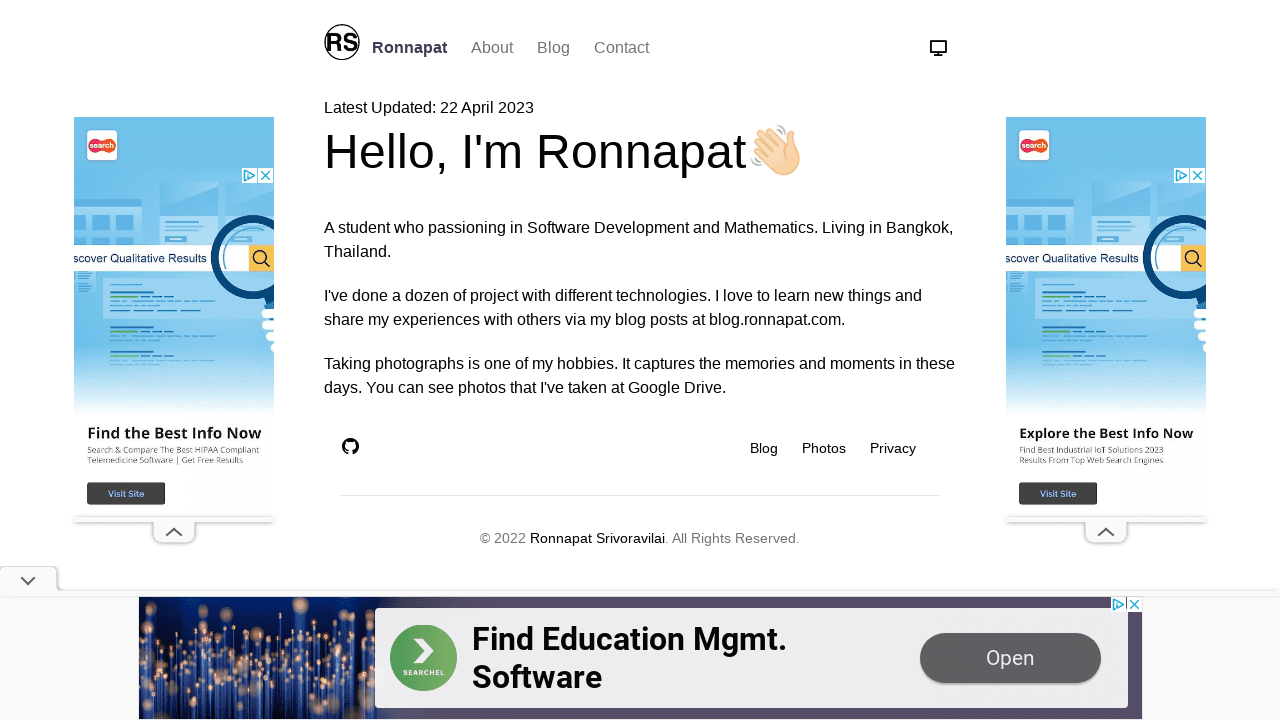 RS Ronnapat About Blog Contact
Latest Updated: 22 April 2023
Hello, I'm Ronnapat👋🏻
A student who passioning in Software Development and Mathematics. Living in Bangkok,
Thailand.
I've done a dozen of project with different technologies. I love to learn new things and
share my experiences with others via my blog posts at blog.ronnapat.com.
Taking photographs is one of my hobbies. It captures the memories and moments in these
days. You can see photos that I've taken at Google Drive.
Blog Photos Privacy
© 2022 Ronnapat Srivoravilai. All Rights Reserved.
search
scover Qualitative Results
Find the Best Info Now
Search & Compare The Best HIPAA Compliant
Telemedicine Software | Get Free Results
Visit Site
search
scover Qualitative Results
Explore the Best Info Now
Find Best Industrial IoT Solutions 2023
Results From Top Web Search Engines
Visit Site
SEARCHEL
Find Education Mgmt.
Software
Open